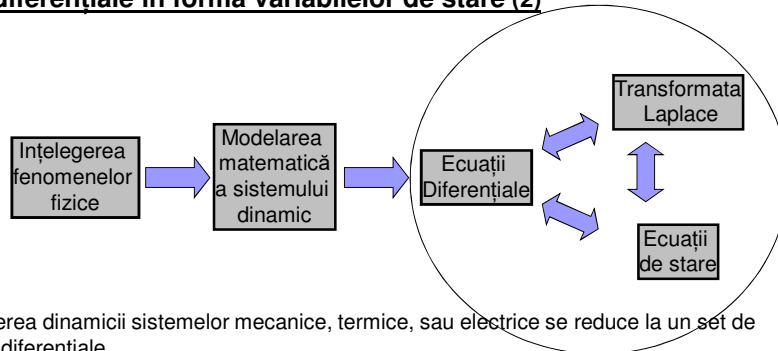 diferențiale în forma variabilelor de stare (2)
Transformata
Laplace
Modelarea
matematică
a sistemului
dinamic
Ințelegerea
fenomenelor
fizice
Ecuații
Diferențiale
Ecuații
de stare
erea dinamicii sistemelor mecanice, termice, sau electrice se reduce la un set de
diferențiale